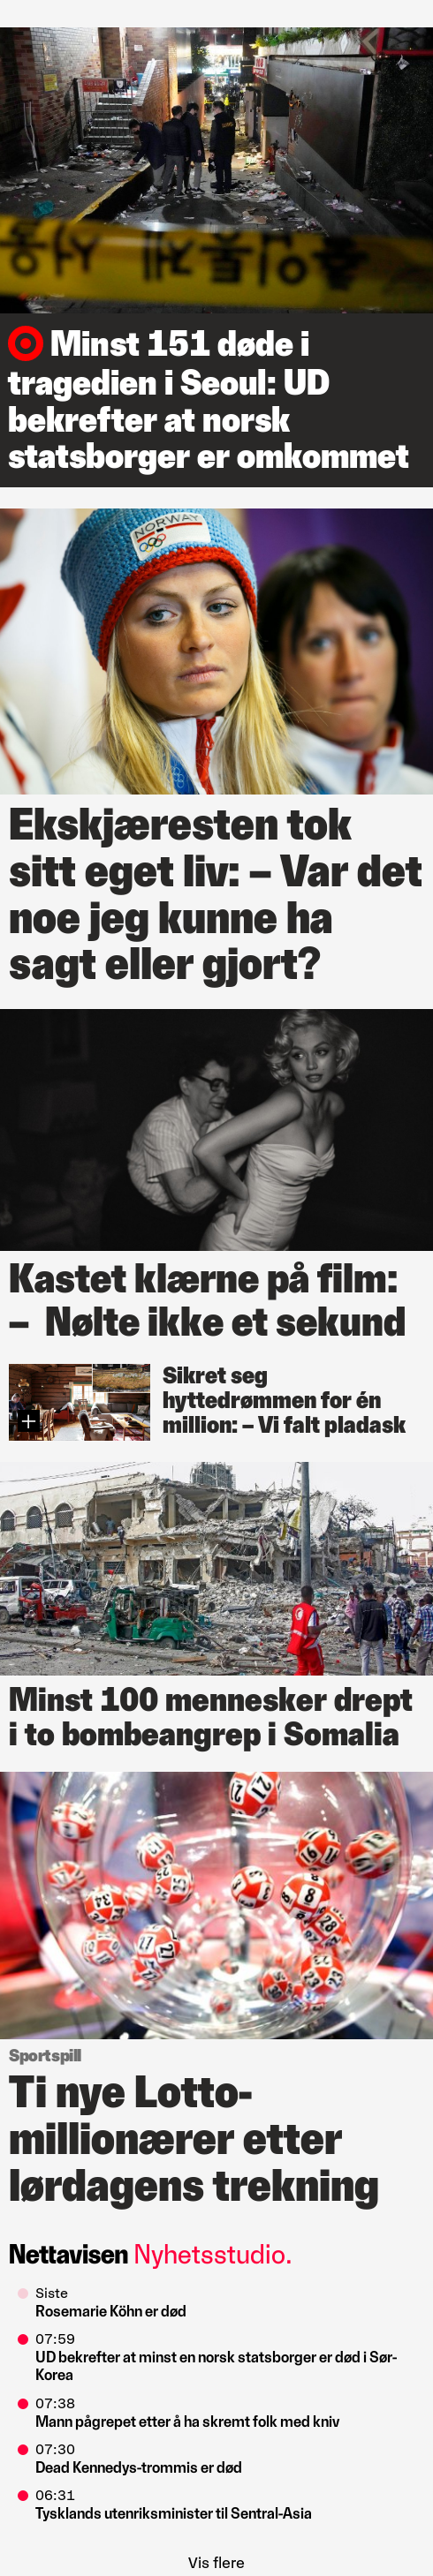 Minst 151 døde i
tragedien i Seoul: UD
bekrefter at norsk
statsborger er omkommet
NORWAY
Ekskjæresten tok
sitt eget liv: – Var det
noe jeg kunne ha
sagt eller gjort?
Kastet klærne på film:
– Nølte ikke et sekund
Sikret seg
hyttedrømmen for én
million: – Vi falt pladask
Minst 100 mennesker drept
i to bombeangrep i Somalia
Sportspill
Ti nye Lotto-
millionærer etter
lørdagens trekning
Nettavisen Nyhetsstudio.
Siste
Rosemarie Köhn er død
07:59
UD bekrefter at minst en norsk statsborger er død i Sør-
Korea
07:38
Mann pågrepet etter å ha skremt folk med kniv
07:30
Dead Kennedys-trommis er død
06:31
Tysklands utenriksminister til Sentral-Asia
Vis flere